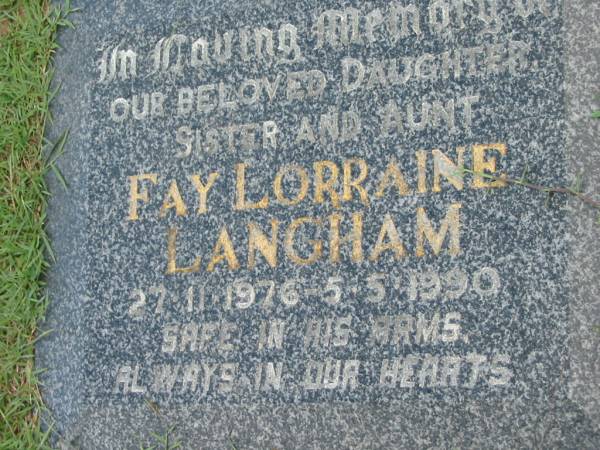 In Loving Memory of
OUR BELOVED DAUGHTER
SISTER AND AUNT
FAY LORRAINE
LANGHAM
27·11·1976–5·5·1990
SAFE IN HIS ARMS.
ALWAYS IN OUR HEARTS